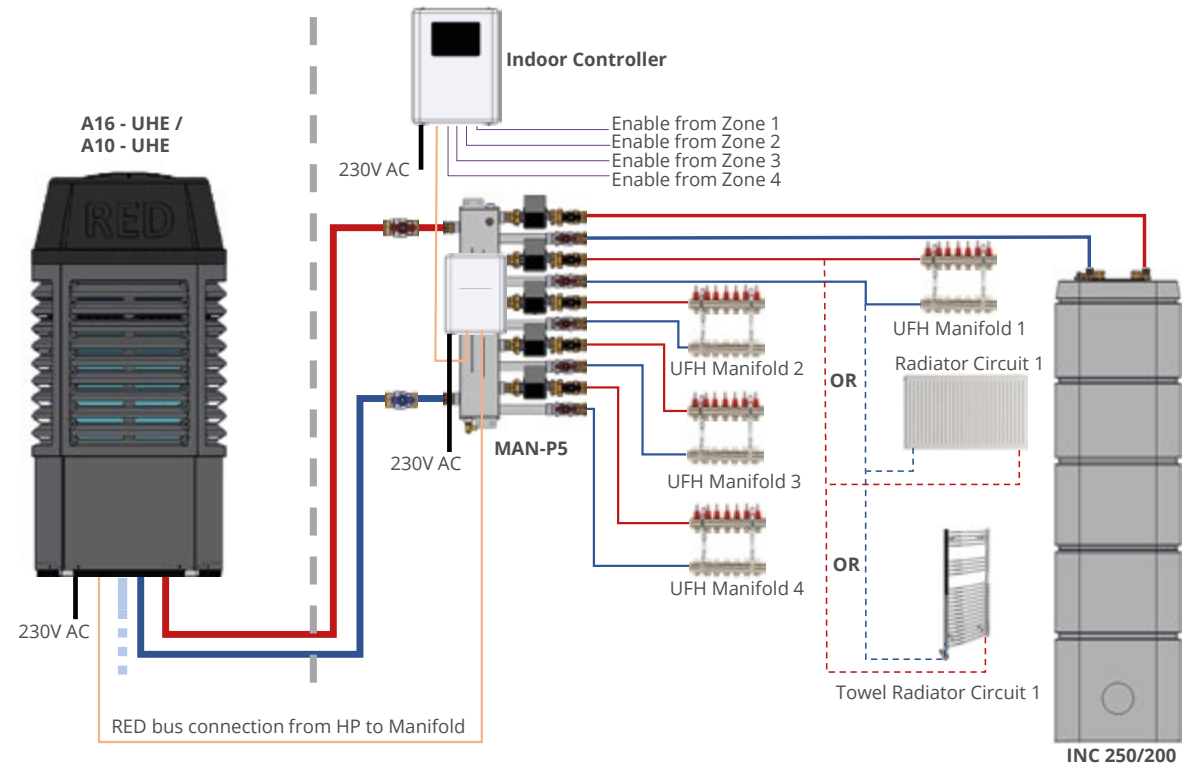 Indoor Controller
A16 - UHE /
A10 - UHE
RED
230V AC
Enable from Zone 1
Enable from Zone 2
Enable from Zone 3
Enable from Zone 4
UFH Manifold 1
UFH Manifold 2
Radiator Circuit 1
OR
MAN-P5
230V AC
UFH Manifold 3
OR
UFH Manifold 4
230V AC
Towel Radiator Circuit 1
RED bus connection from HP to Manifold
INC 250/200